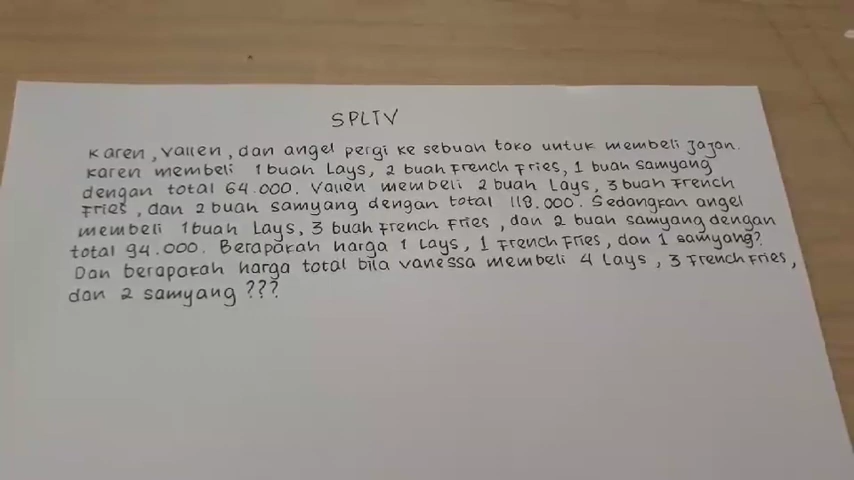 SPLTV
Karen, Vallen, dan angel pergi ke sebuah toko untuk membeli Jajan.
Karen membeli 1 buah Lays, 2 buah French Fries, 1 buah Samyang
dengan total 64.000. Vallen membeli 2 buah Lays, 3 buah French
Fries, dan 2 buah samyang dengan total 118.000. Sedangkan angel
membeli 1 buah Lays, 3 buah French Fries, dan 2 buah samyang dengan
total 94.000. Berapakah harga 1 Lays, 1 French Fries, dan 1 samyang?
Dan berapakah harga total bila vanessa membeli 4 Lays, 3 French Fries,
dan 2 samyang ???